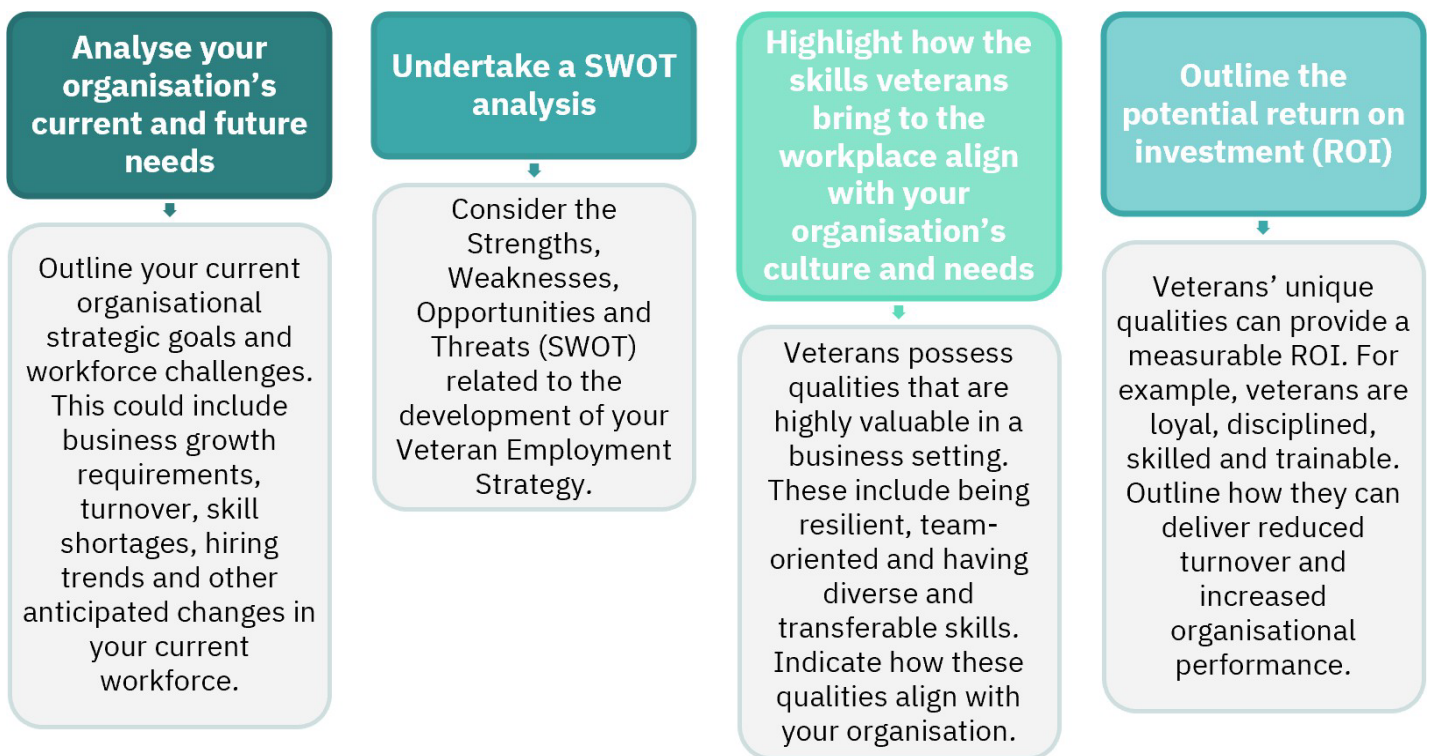 Analyse your
organisation’s
current and future
needs
Outline your current
organisational
strategic goals and
workforce challenges.
This could include
business growth
requirements,
turnover, skill
shortages, hiring
trends and other
anticipated changes in
your current
workforce.
Undertake a SWOT
analysis
Consider the
Strengths,
Weaknesses,
Opportunities and
Threats (SWOT)
related to the
development of your
Veteran Employment
Strategy.
Highlight how the
skills veterans
bring to the
workplace align
with your
organisation’s
culture and needs
Veterans possess
qualities that are
highly valuable in a
business setting.
These include being
resilient, team-
oriented and having
diverse and
transferable skills.
Indicate how these
qualities align with
your organisation.
Outline the
potential return on
investment (ROI)
Veterans’ unique
qualities can provide a
measurable ROI. For
example, veterans are
loyal, disciplined,
skilled and trainable.
Outline how they can
deliver reduced
turnover and
increased
organisational
performance.